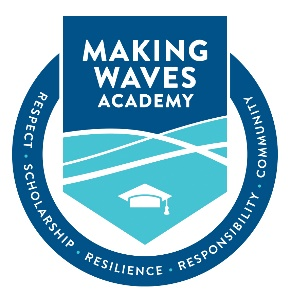 MAKING
WAVES
ACADEMY
RESPECT · SCHOLARSHIP · RESILIENCE · RESPONSIBILITY · COMMUNITY